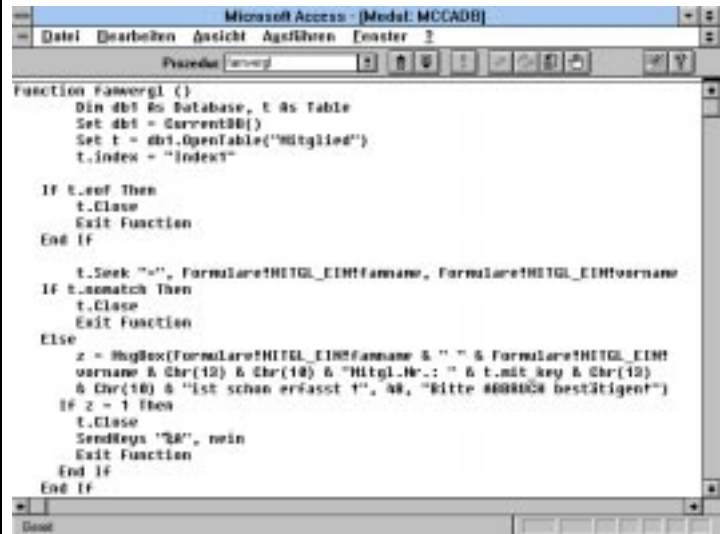 Microsoft Access - [Modul: MCCADB]
Datei Bearbeiten Ansicht Ausführen Fenster ?
Prozedur: famvergl
Function famvergl ()
Dim db1 As Database, t As Table
Set db1 = CurrentDB()
Set t = db1.OpenTable("Mitglied")
t.index = "Index1"
If t.eof Then
t.Close
Exit Function
End If
t.Seek "=", Formulare!MITGL_EIN!famname, Formulare!MITGL_EIN!vorname
If t.nomatch Then
t.Close
Exit Function
Else
z = MsgBox(Formulare!MITGL_EIN!famname & " " & Formulare!MITGL_EIN!
vorname & Chr(13) & Chr(10) & "Mitgl.Nr.: " & t.mit_key & Chr(13)
& Chr(10) & "ist schon erfasst !", 48, "Bitte ABBRUCH bestätigen!")
If z = 1 Then
t.Close
SendKeys "%A", nein
Exit Function
End If
End If
Bereit